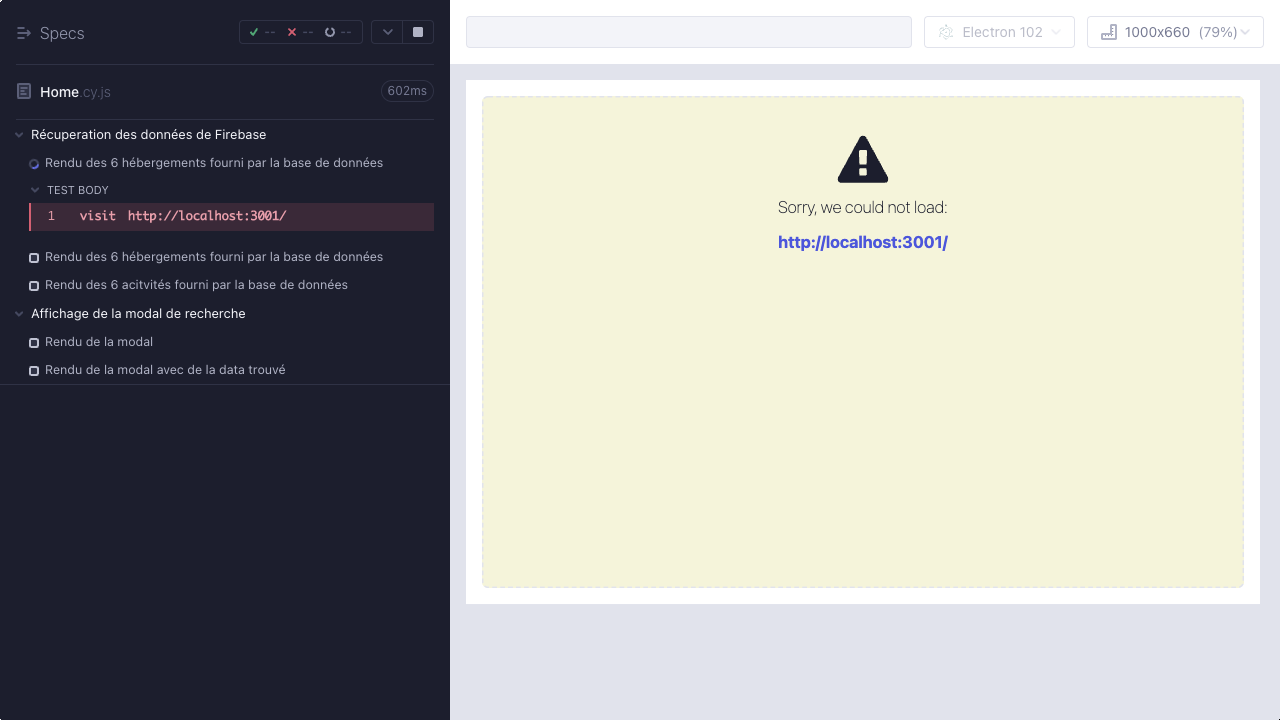 Specs
--
--
--
Home.cy.js
602ms
Récuperation des données de Firebase
Rendu des 6 hébergements fourni par la base de données
TEST BODY
1 visit http://localhost:3001/
Rendu des 6 hébergements fourni par la base de données
Rendu des 6 acitvités fourni par la base de données
Affichage de la modal de recherche
Rendu de la modal
Rendu de la modal avec de la data trouvé
Electron 102
1000x660 (79%)
Sorry, we could not load:
http://localhost:3001/